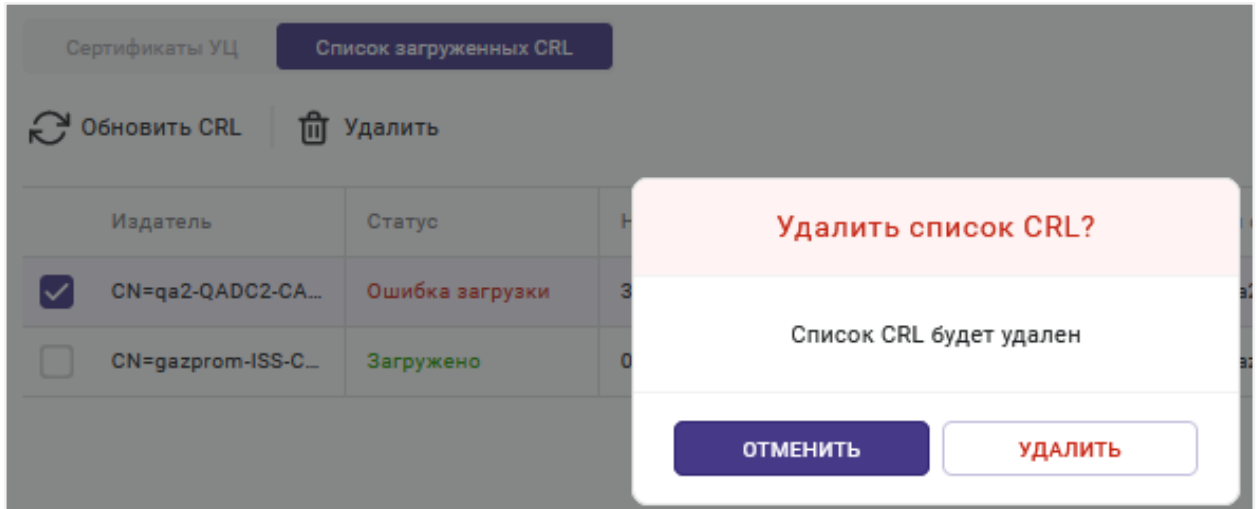 Сертификаты УЦ Список загруженных CRL
Обновить CRL Удалить
Издатель Статус
Удалить список CRL?
CN=qa2-QADC2-CA... Ошибка загрузки
Список CRL будет удален
CN=gazprom-ISS-C... Загружено
ОТМЕНИТЬ УДАЛИТЬ